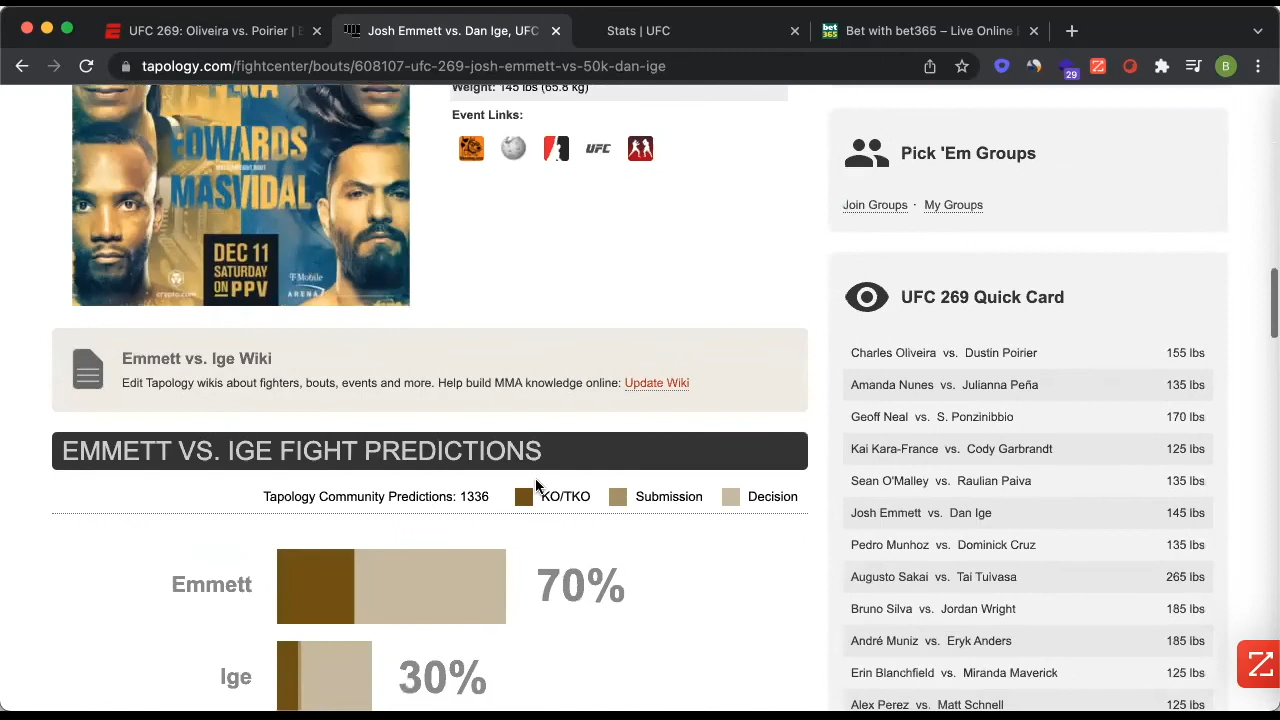 UFC 269: Oliveira vs. Poirier | E
Josh Emmett vs. Dan Ige, UFC
Stats | UFC
bet365
Bet with bet365 – Live Online
tapology.com/fightcenter/bouts/608107-ufc-269-josh-emmett-vs-50k-dan-ige
29
B
PEÑA
EDWARDS
MASVIDAL
DEC 11
SATURDAY
ON PPV
crypto.com
T-Mobile
ARENA
Weight: 145 lbs (65.8 kg)
Event Links:
UFC
Emmett vs. Ige Wiki
Edit Tapology wikis about fighters, bouts, events and more. Help build MMA knowledge online: Update Wiki
EMMETT VS. IGE FIGHT PREDICTIONS
Tapology Community Predictions: 1336 KO/TKO Submission Decision
Emmett 70%
Ige 30%
Pick 'Em Groups
Join Groups · My Groups
UFC 269 Quick Card
Charles Oliveira vs. Dustin Poirier 155 lbs
Amanda Nunes vs. Julianna Peña 135 lbs
Geoff Neal vs. S. Ponzinibbio 170 lbs
Kai Kara-France vs. Cody Garbrandt 125 lbs
Sean O'Malley vs. Raulian Paiva 135 lbs
Josh Emmett vs. Dan Ige 145 lbs
Pedro Munhoz vs. Dominick Cruz 135 lbs
Augusto Sakai vs. Tai Tuivasa 265 lbs
Bruno Silva vs. Jordan Wright 185 lbs
André Muniz vs. Eryk Anders 185 lbs
Erin Blanchfield vs. Miranda Maverick 125 lbs
Alex Perez vs. Matt Schnell 125 lbs